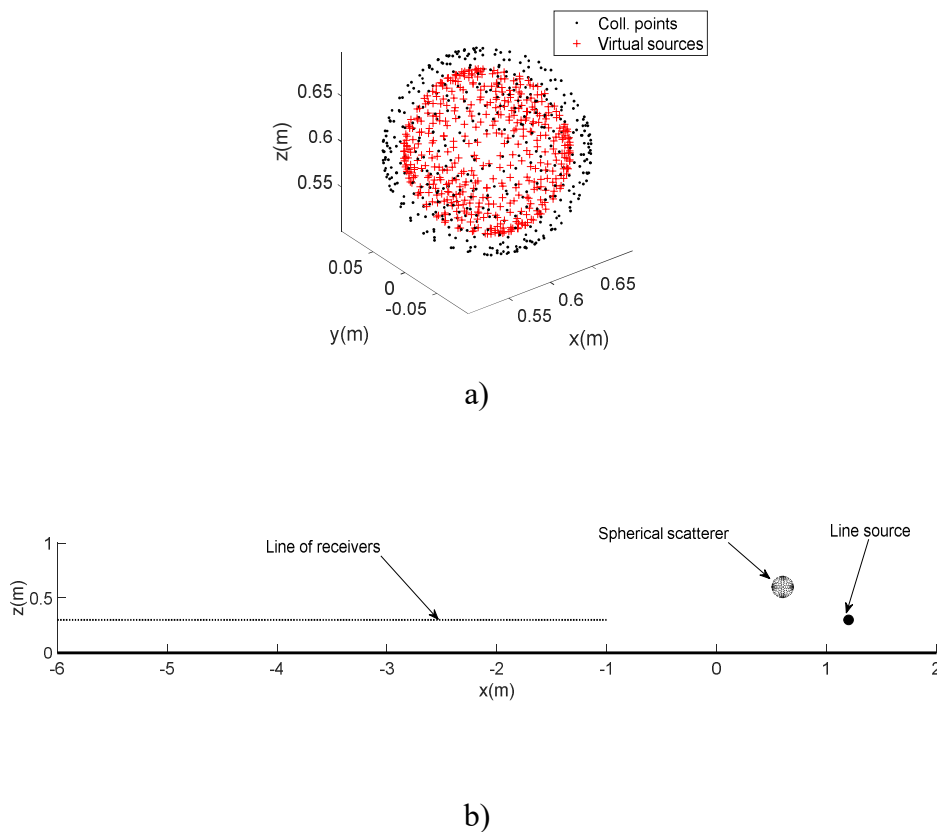 Coll. points
Virtual sources
z(m)
0.65
0.6
0.55
0.05
0
-0.05
y(m)
0.55
0.6
0.65
x(m)
a)
Line of receivers
Spherical scatterer
Line source
z(m)
1
0.5
0
-6 -5 -4 -3 -2 -1 0 1 2
x(m)
b)